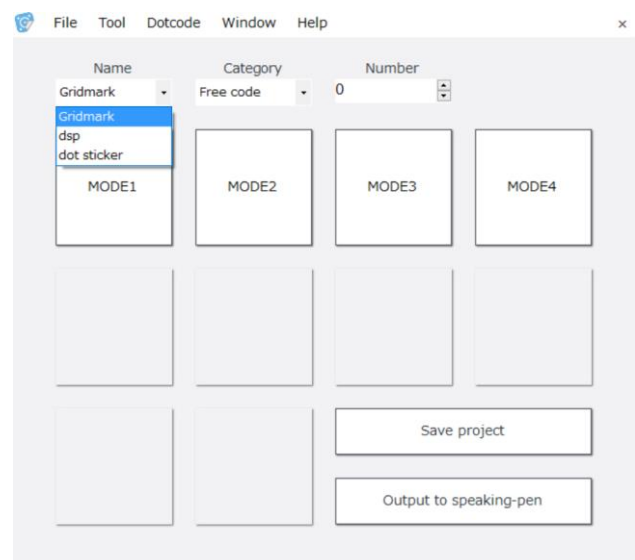 File Tool Dotcode Window Help ×
Name Category Number
Gridmark Free code 0
Gridmark
dsp
dot sticker
MODE1 MODE2 MODE3 MODE4
Save project
Output to speaking-pen